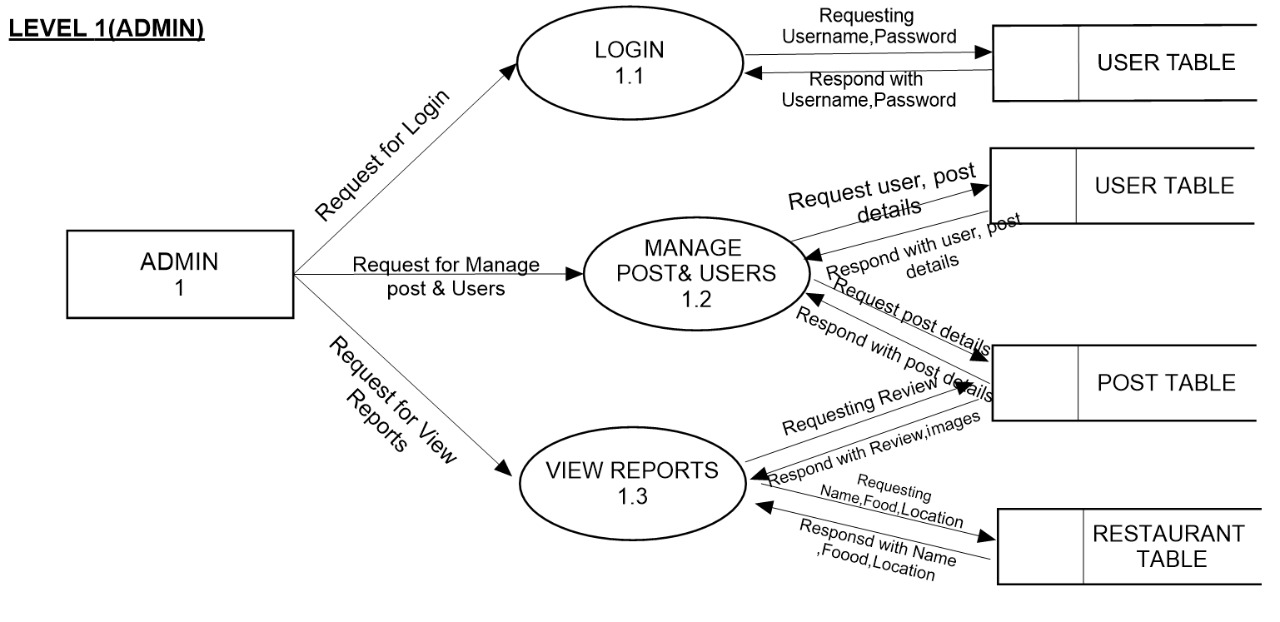 LEVEL 1(ADMIN)
ADMIN
1
Request for Login
Request for Manage
post & Users
Request for View
Reports
LOGIN
1.1
Requesting
Username,Password
Respond with
Username,Password
USER TABLE
MANAGE
POST& USERS
1.2
Request user, post
details
Respond with user, post
details
USER TABLE
Request post details
Respond with post details
POST TABLE
VIEW REPORTS
1.3
Requesting Review
Respond with Review,images
Requesting
Name,Food,Location
Responsd with Name
,Foood,Location
RESTAURANT
TABLE